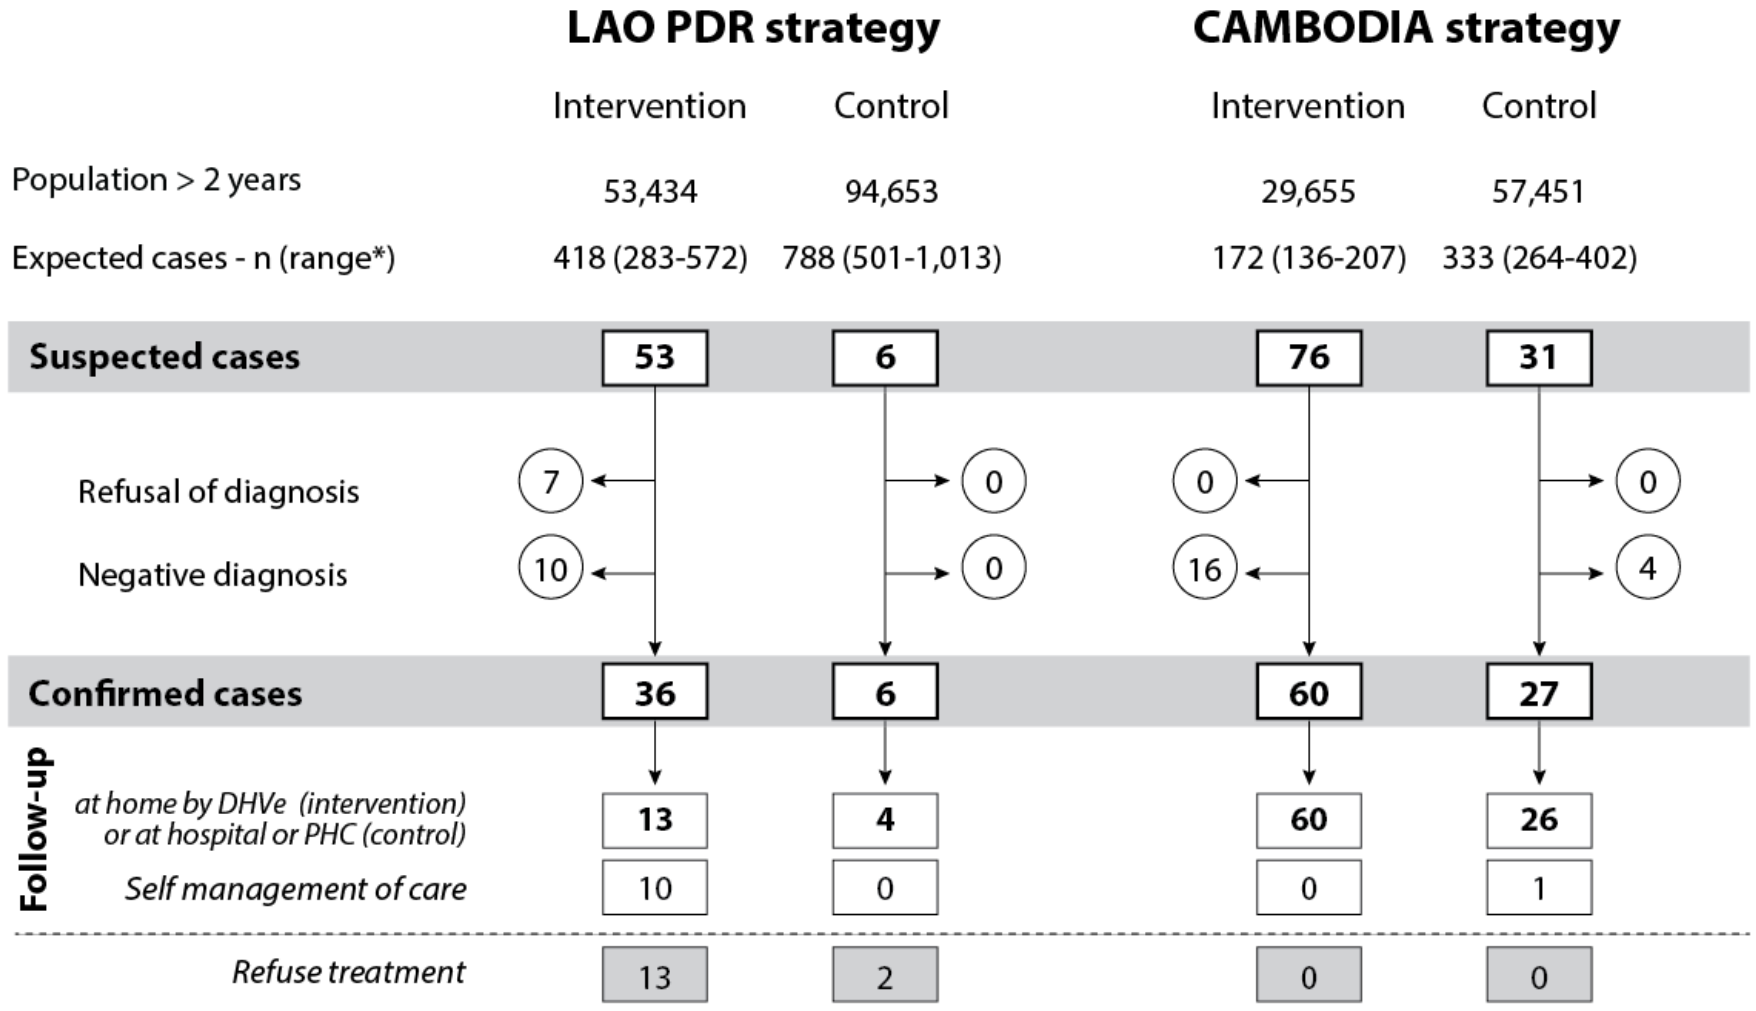 LAO PDR strategy CAMBODIA strategy
Intervention Control Intervention Control
Population > 2 years 53,434 94,653 29,655 57,451
Expected cases - n (range*) 418 (283-572) 788 (501-1,013) 172 (136-207) 333 (264-402)
Suspected cases 53 6 76 31
Refusal of diagnosis 7 0 0 0
Negative diagnosis 10 0 16 4
Confirmed cases 36 6 60 27
Follow-up
at home by DHVe (intervention)
or at hospital or PHC (control) 13 4 60 26
Self management of care 10 0 0 1
Refuse treatment 13 2 0 0